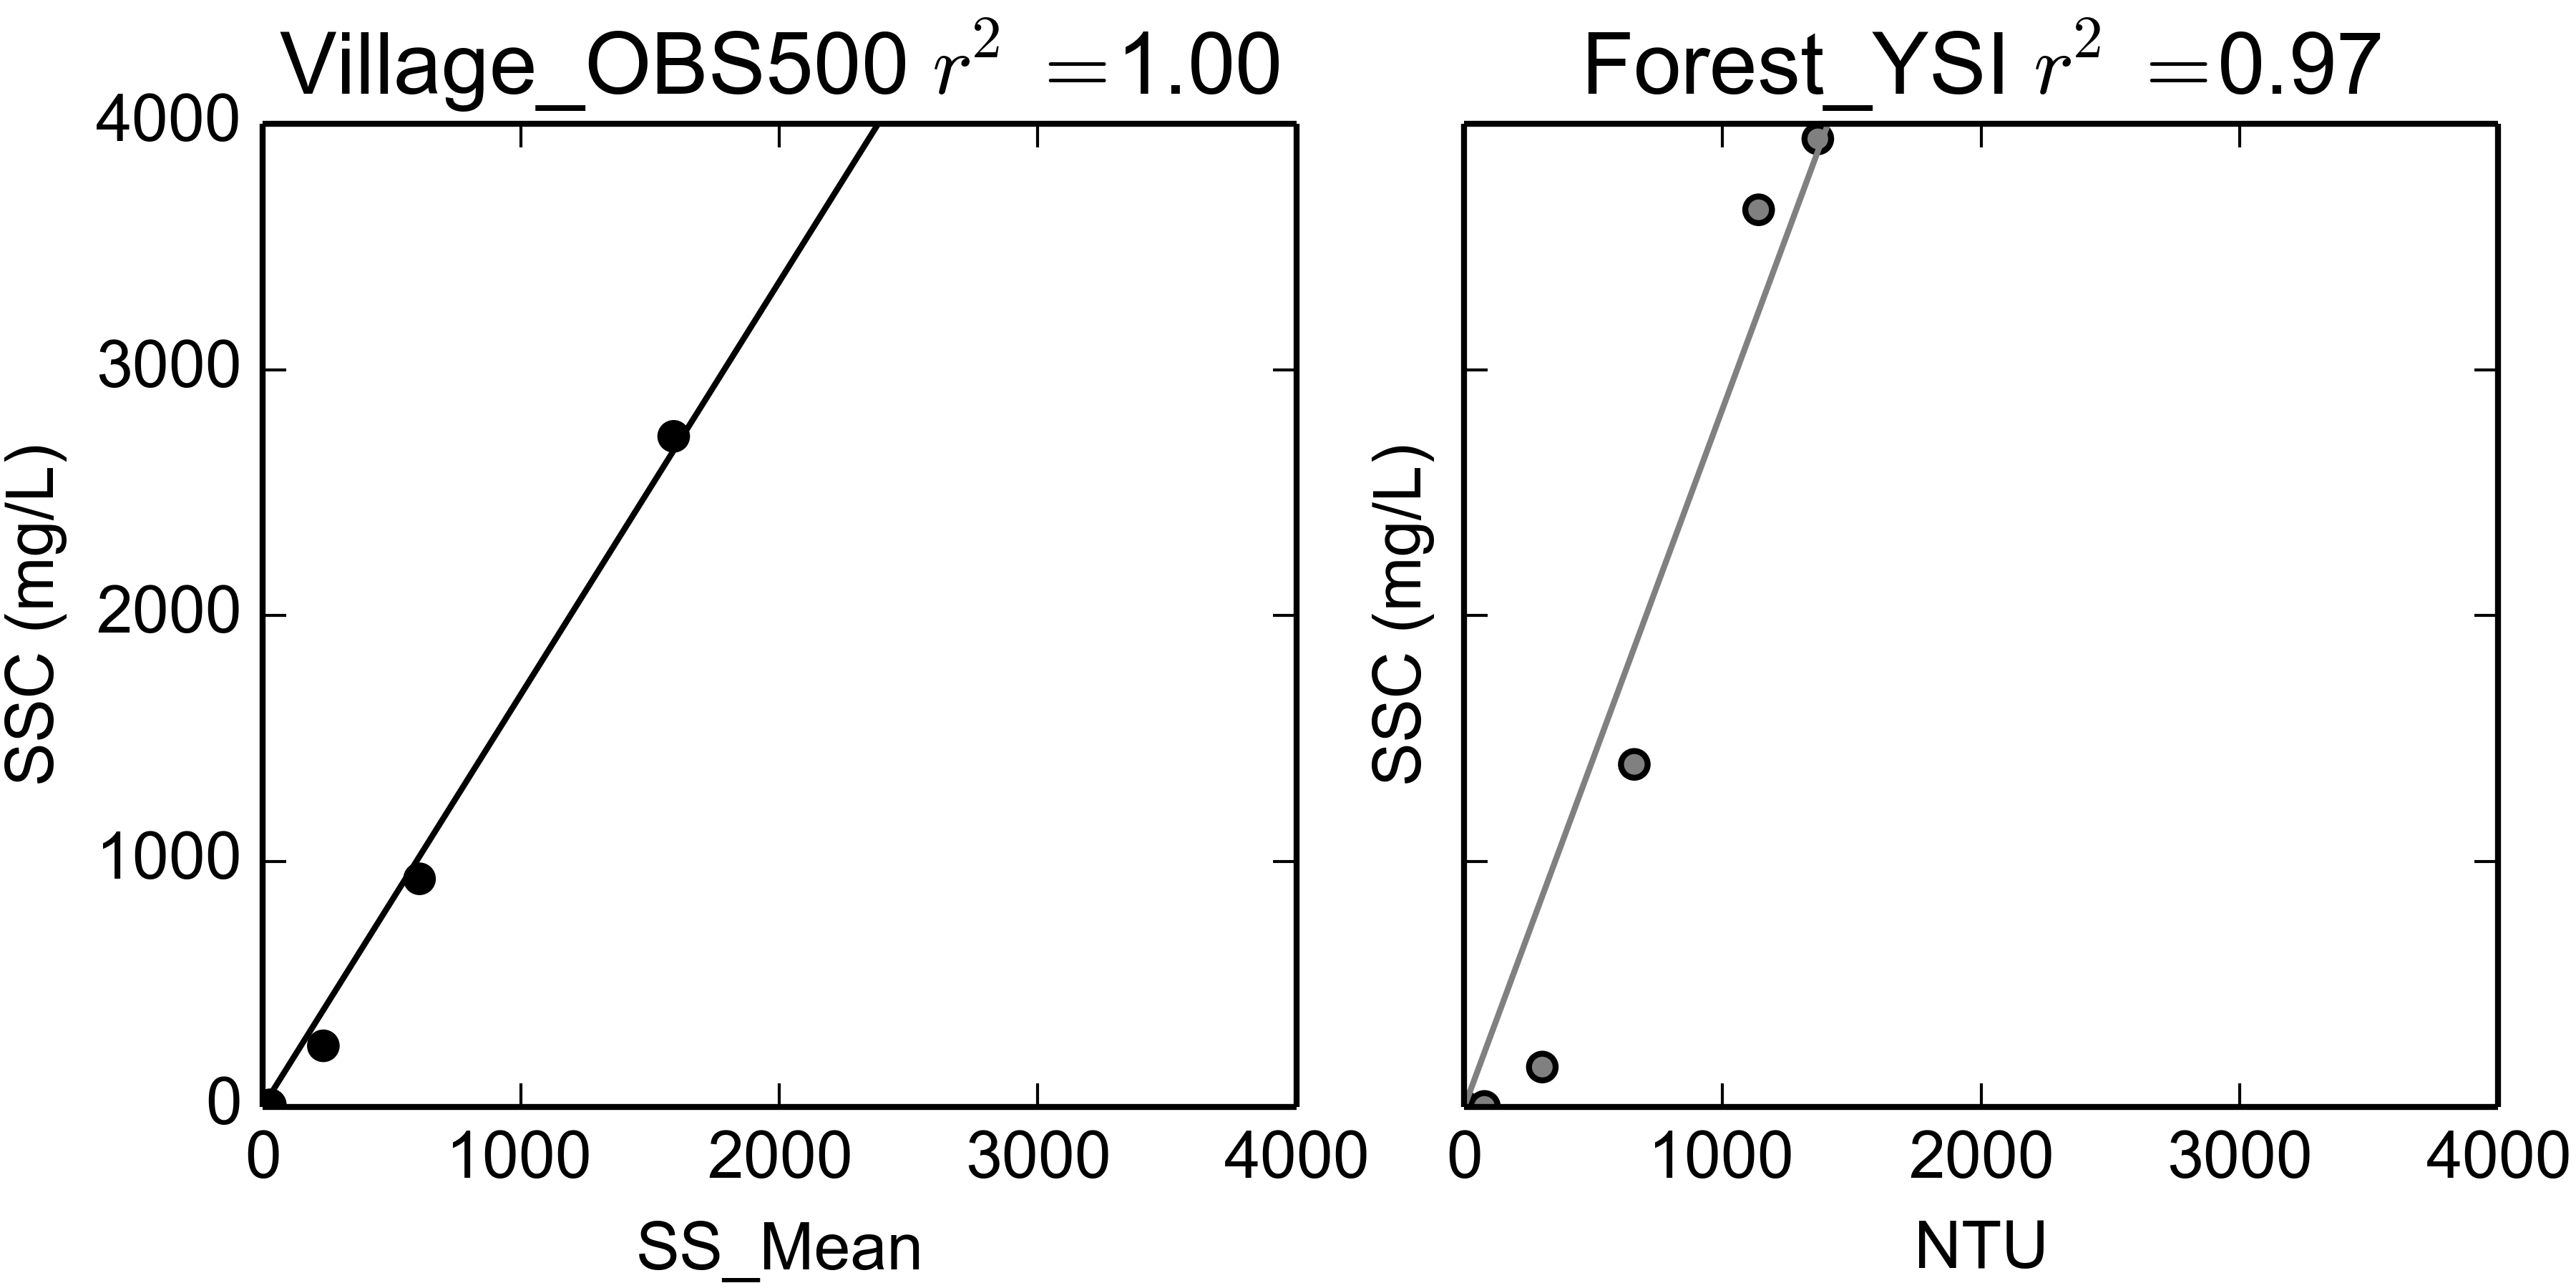 Village_OBS500 r² =1.00
4000
3000
2000
1000
0
SSC (mg/L)
0 1000 2000 3000 4000
SS_Mean
Forest_YSI r² =0.97
SSC (mg/L)
0 1000 2000 3000 4000
NTU